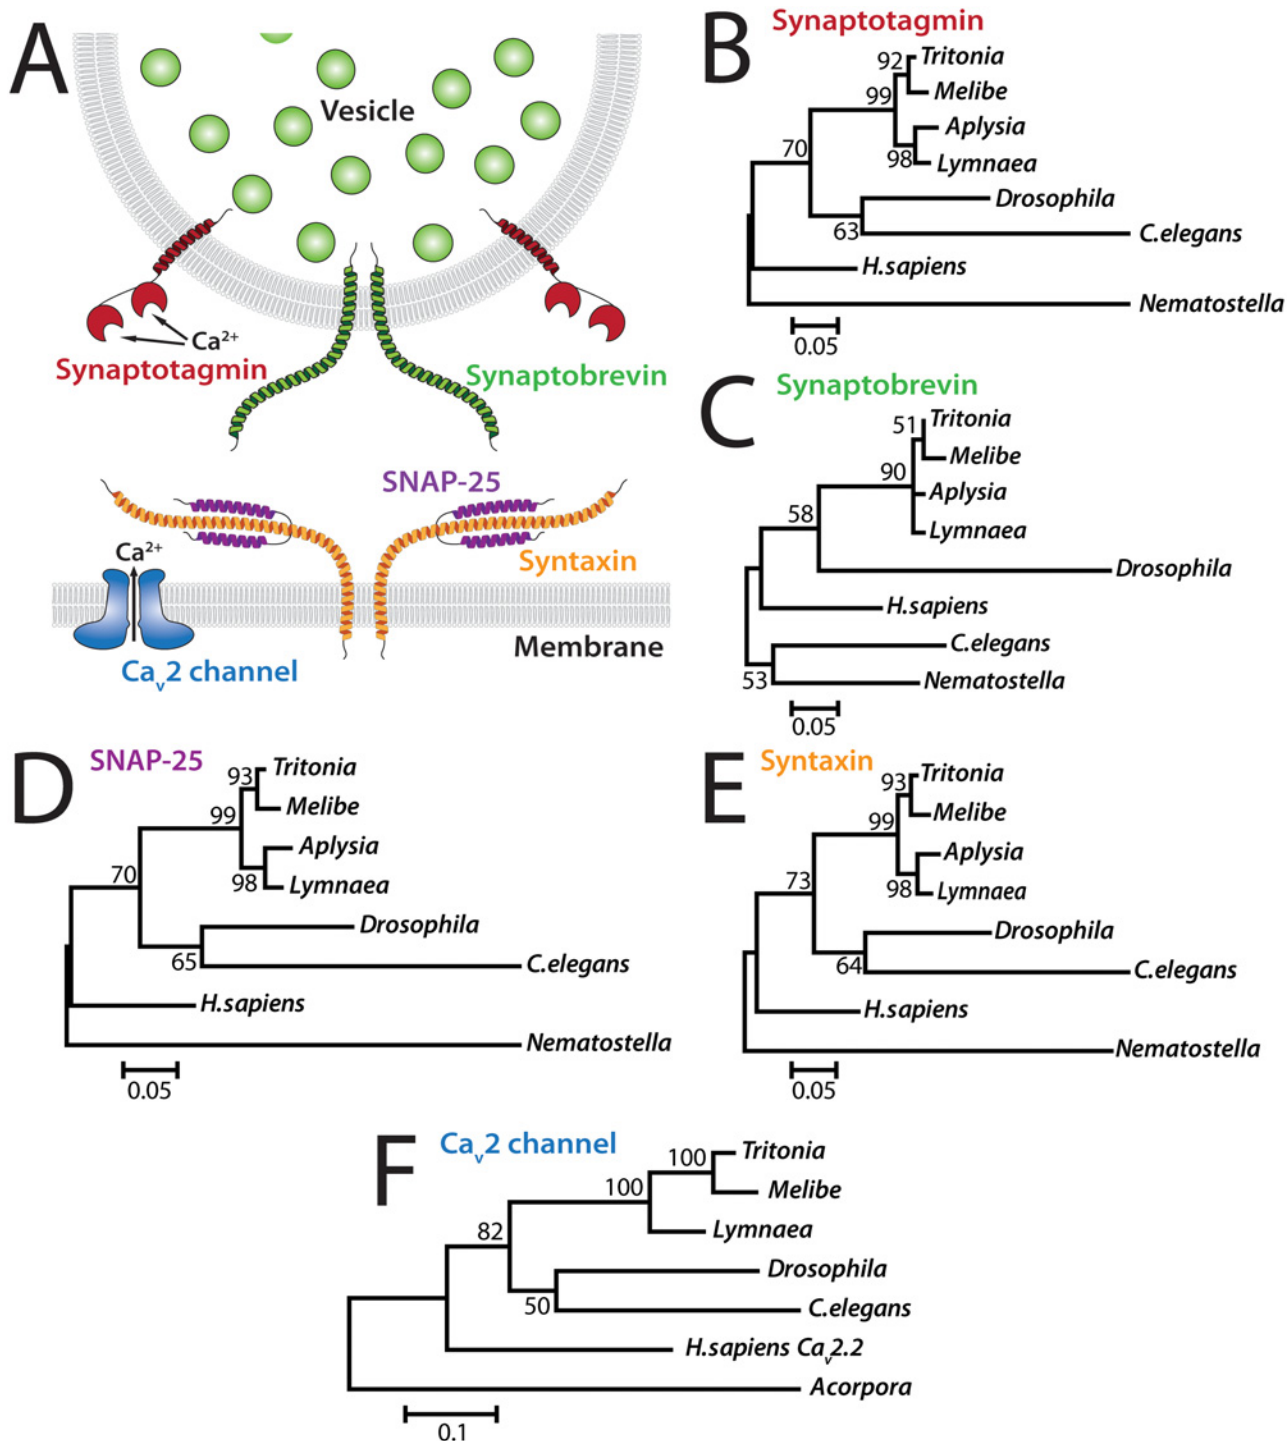 A
Vesicle
Ca2+
Synaptotagmin
Synaptobrevin
SNAP-25
Ca2+
Syntaxin
Membrane
Cav2 channel
B
Synaptotagmin
92
Tritonia
Melibe
99
Aplysia
70
98
Lymnaea
Drosophila
63
C.elegans
H.sapiens
Nematostella
0.05
C
Synaptobrevin
51
Tritonia
Melibe
90
Aplysia
58
Lymnaea
Drosophila
H.sapiens
C.elegans
53
Nematostella
0.05
D
SNAP-25
93
Tritonia
Melibe
99
Aplysia
70
98
Lymnaea
Drosophila
65
C.elegans
H.sapiens
Nematostella
0.05
E
Syntaxin
93
Tritonia
Melibe
99
Aplysia
73
98
Lymnaea
Drosophila
64
C.elegans
H.sapiens
Nematostella
0.05
F
Cav2 channel
100
Tritonia
100
Melibe
82
Lymnaea
Drosophila
50
C.elegans
H.sapiens Cav2.2
Acorpora
0.1